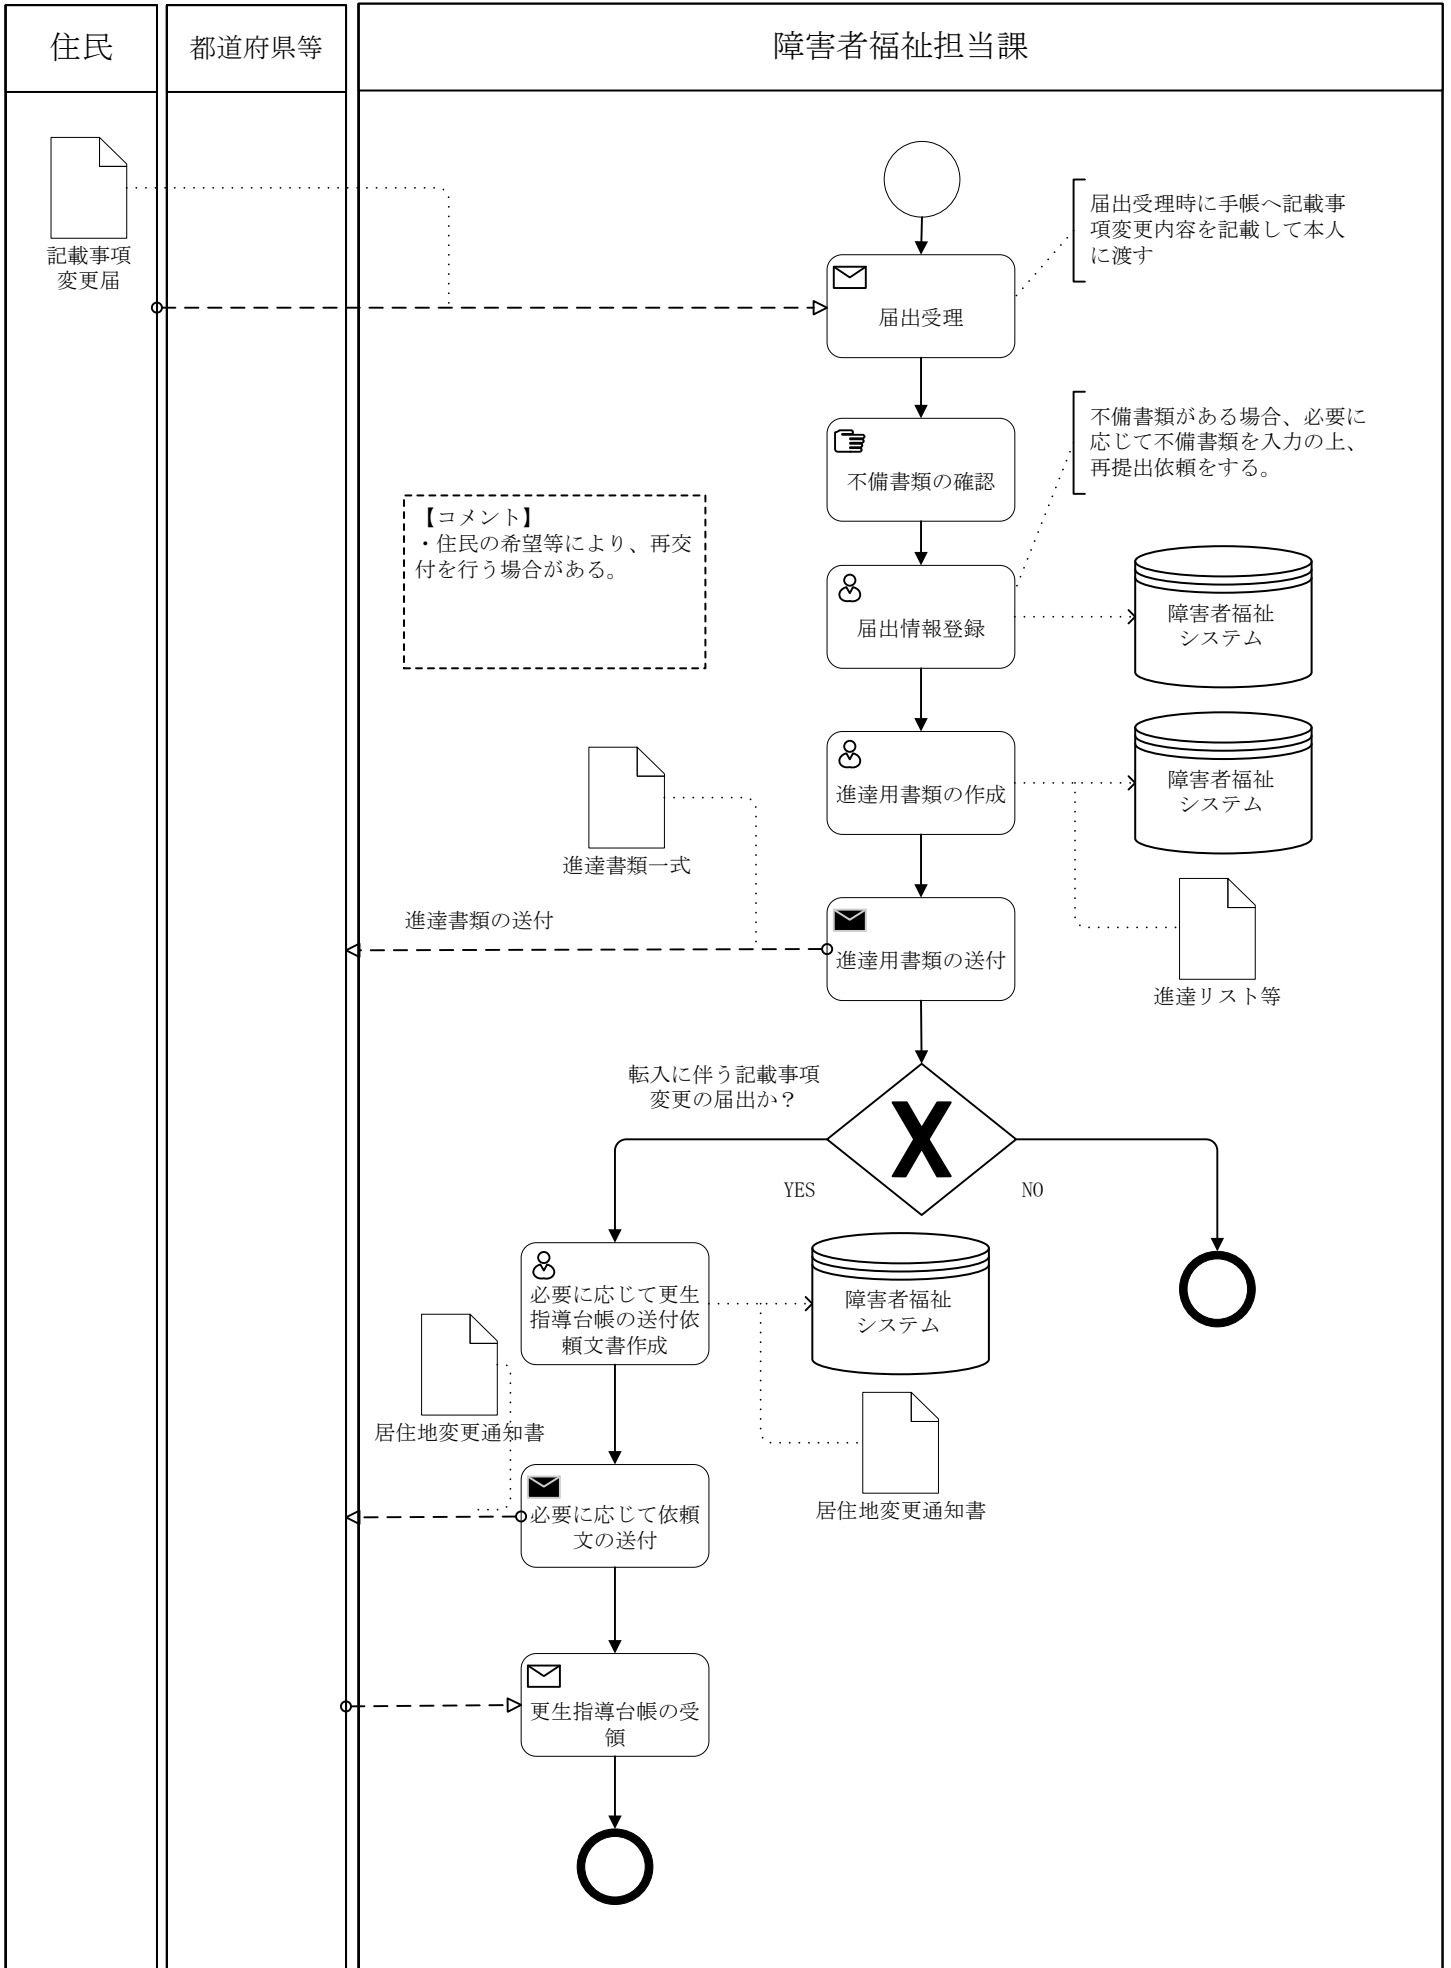 住民
都道府県等
障害者福祉担当課
記載事項
変更届
届出受理時に手帳へ記載事
項変更内容を記載して本人
に渡す
届出受理
不備書類がある場合、必要に
応じて不備書類を入力の上、
再提出依頼をする。
不備書類の確認
【コメント】
・住民の希望等により、再交
付を行う場合がある。
届出情報登録
障害者福祉
システム
進達用書類の作成
障害者福祉
システム
進達書類一式
進達書類の送付
進達用書類の送付
進達リスト等
転入に伴う記載事項
変更の届出か？
YES
NO
必要に応じて更生
指導台帳の送付依
頼文書作成
障害者福祉
システム
居住地変更通知書
居住地変更通知書
必要に応じて依頼
文の送付
更生指導台帳の受
領